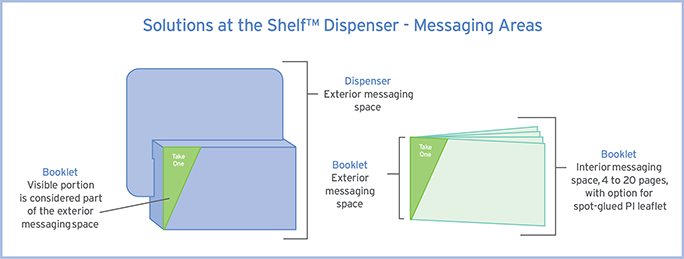 Solutions at the Shelf™ Dispenser - Messaging Areas
Dispenser
Exterior messaging
space
Take
One
Booklet
Visible portion
is considered part
of the exterior
messaging space
Booklet
Exterior
messaging
space
Take
One
Booklet
Interior messaging
space, 4 to 20 pages,
with option for
spot-glued PI leaflet